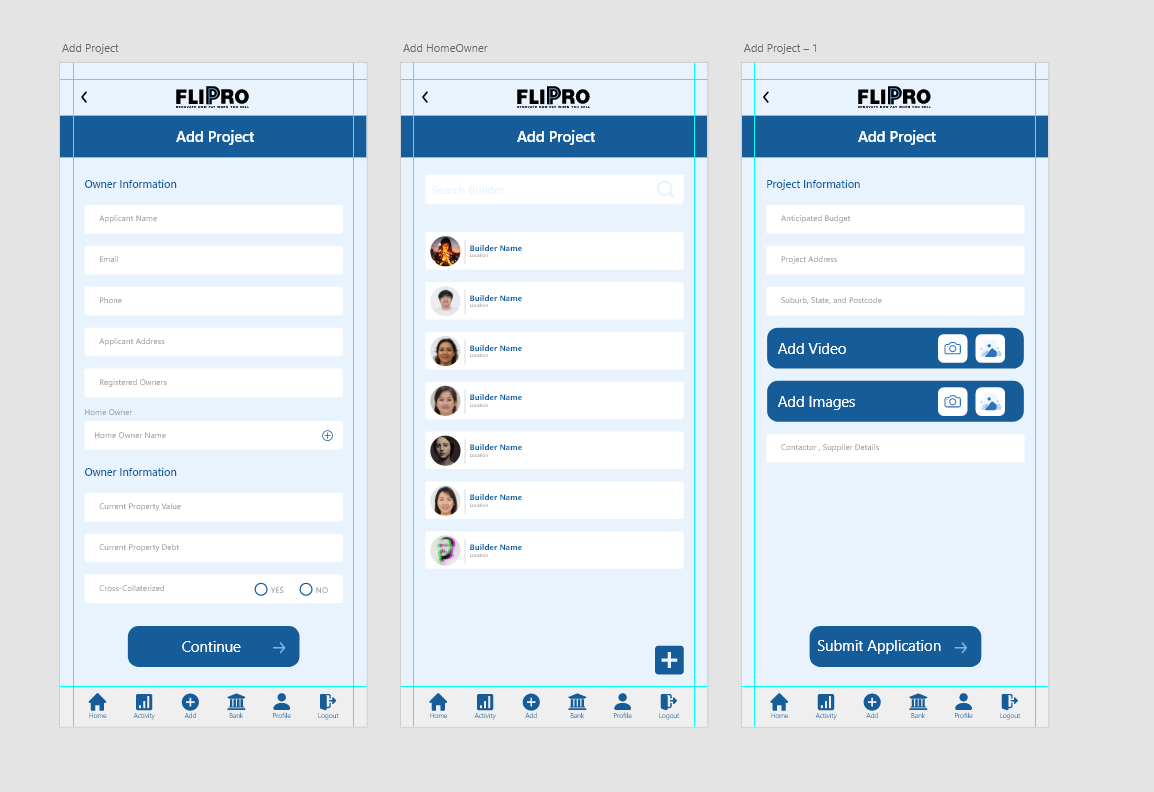 Add Project
FLIPRO
RENOVATE NOW PAY WHEN YOU SELL
Add Project
Owner Information
Applicant Name
Email
Phone
Applicant Address
Registered Owners
Home Owner
Home Owner Name
Owner Information
Current Property Value
Current Property Debt
Cross-Collaterized YES NO
Continue
Home Activity Add Bank Profile Logout
Add HomeOwner
FLIPRO
RENOVATE NOW PAY WHEN YOU SELL
Add Project
Search Builder
Builder Name
Location
Builder Name
Location
Builder Name
Location
Builder Name
Location
Builder Name
Location
Builder Name
Location
Builder Name
Location
Home Activity Add Bank Profile Logout
Add Project – 1
FLIPRO
RENOVATE NOW PAY WHEN YOU SELL
Add Project
Project Information
Anticipated Budget
Project Address
Suburb, State, and Postcode
Add Video
Add Images
Contactor , Supplier Details
Submit Application
Home Activity Add Bank Profile Logout